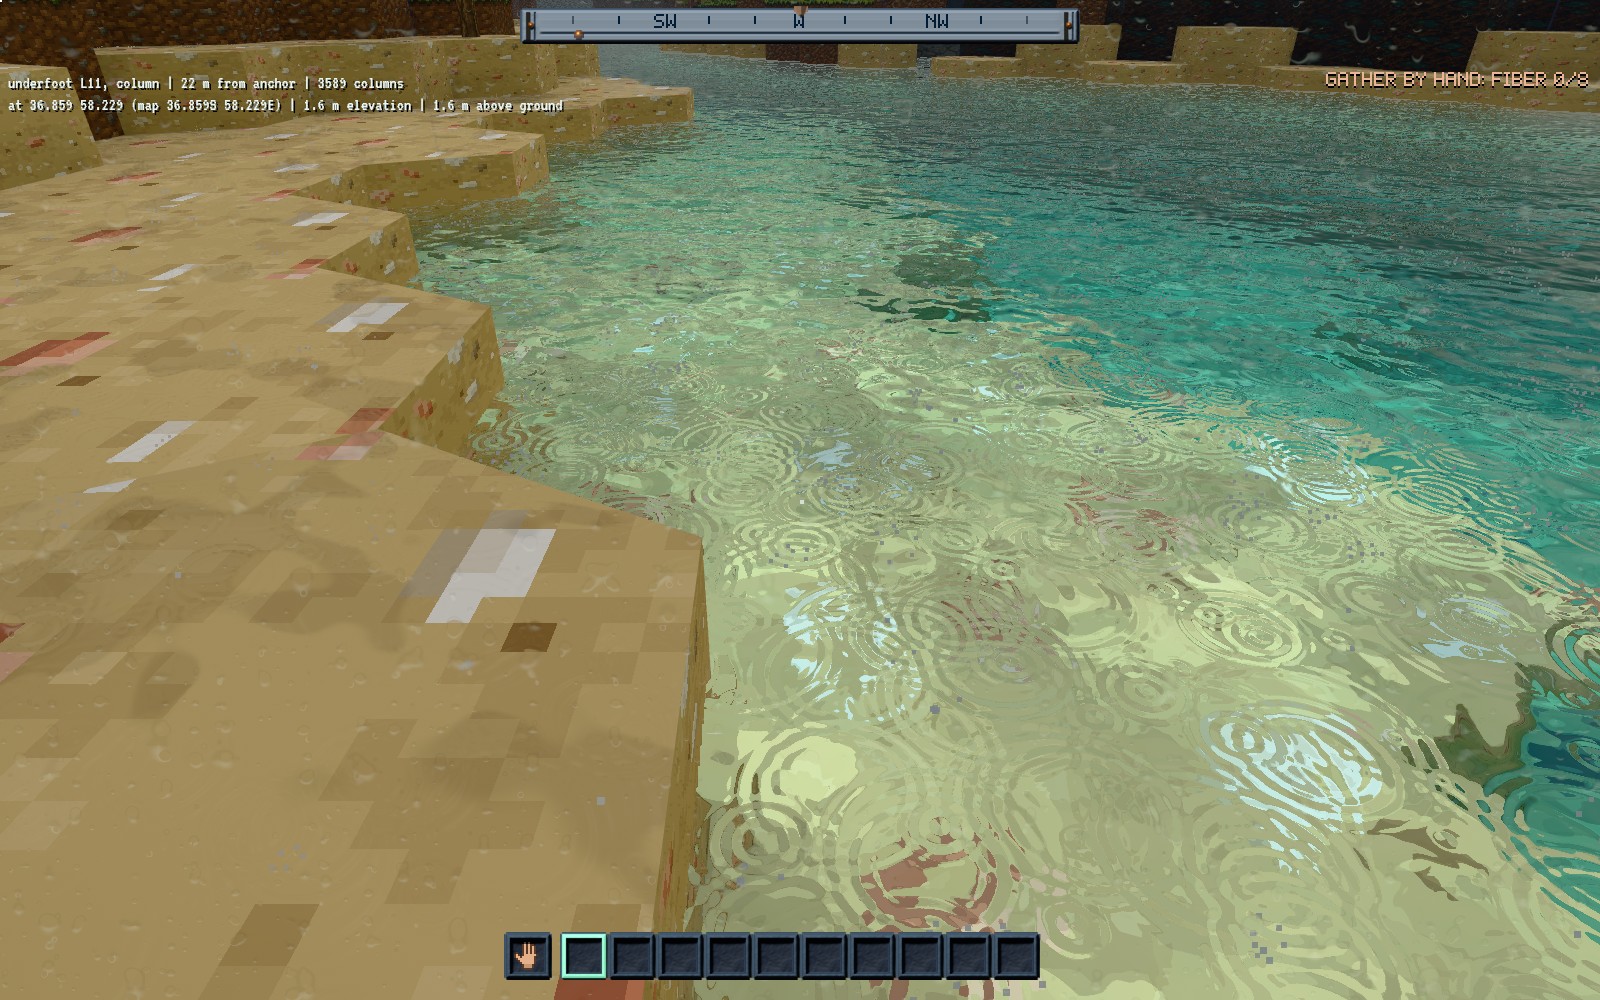 SW W NW
underfoot L11, column | 22 m from anchor | 3589 columns
GATHER BY HAND: FIBER 0/8
at 36.859 58.229 (map 36.859S 58.229E) | 1.6 m elevation | 1.6 m above ground